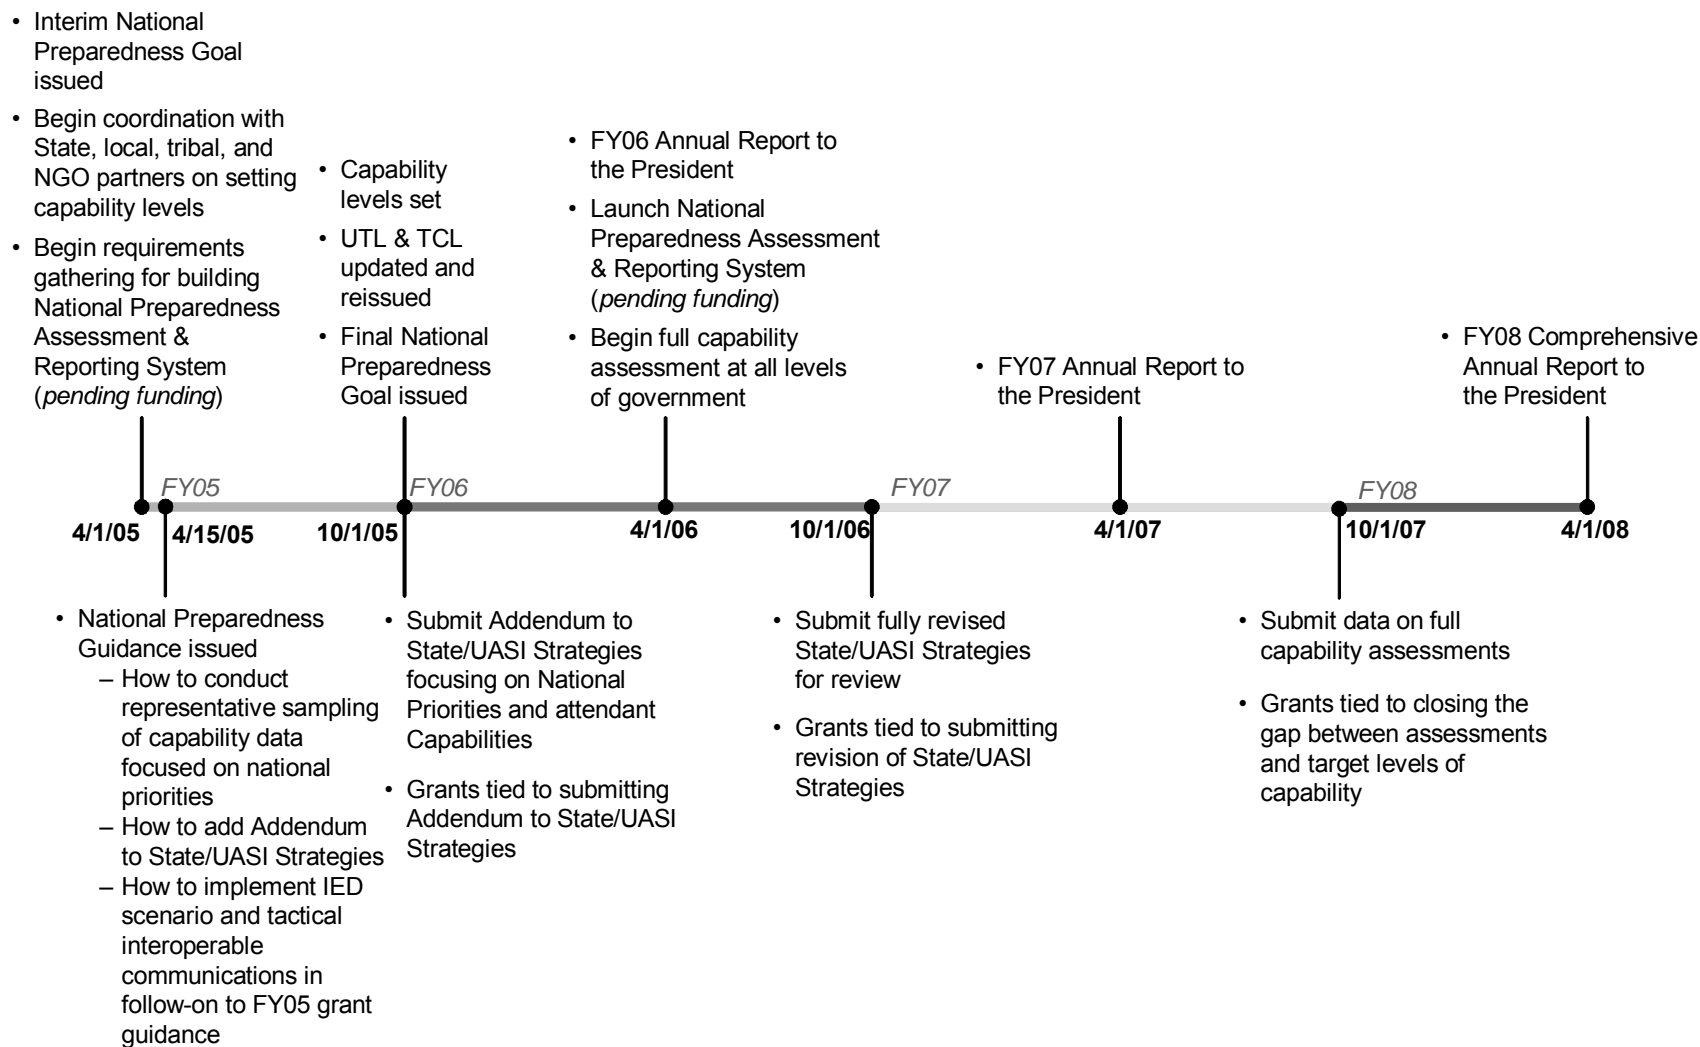 • Interim National
Preparedness Goal
issued
• Begin coordination with
State, local, tribal, and
NGO partners on setting
capability levels
• Begin requirements
gathering for building
National Preparedness
Assessment &
Reporting System
(pending funding)
• Capability
levels set
• UTL & TCL
updated and
reissued
• Final National
Preparedness
Goal issued
• FY06 Annual Report to
the President
• Launch National
Preparedness Assessment
& Reporting System
(pending funding)
• Begin full capability
assessment at all levels
of government
• FY07 Annual Report to
the President
• FY08 Comprehensive
Annual Report to
the President
FY05
FY06
FY07
FY08
4/1/05
4/15/05
10/1/05
4/1/06
10/1/06
4/1/07
10/1/07
4/1/08
• National Preparedness
Guidance issued
– How to conduct
representative sampling
of capability data
focused on national
priorities
– How to add Addendum
to State/UASI Strategies
– How to implement IED
scenario and tactical
interoperable
communications in
follow-on to FY05 grant
guidance
• Submit Addendum to
State/UASI Strategies
focusing on National
Priorities and attendant
Capabilities
• Grants tied to submitting
Addendum to State/UASI
Strategies
• Submit fully revised
State/UASI Strategies
for review
• Grants tied to submitting
revision of State/UASI
Strategies
• Submit data on full
capability assessments
• Grants tied to closing the
gap between assessments
and target levels of
capability